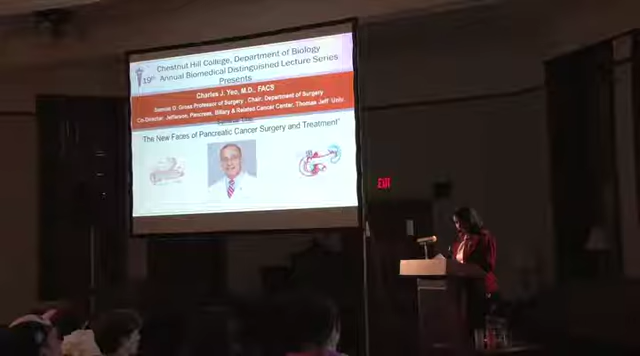 Chestnut Hill College, Department of Biology
19th Annual Biomedical Distinguished Lecture Series
Presents
Charles J. Yeo, M.D., FACS
Samuel D. Gross Professor of Surgery, Chair, Department of Surgery
Co-Director: Jefferson, Pancreas, Biliary & Related Cancer Center, Thomas Jeff Univ.
The New Faces of Pancreatic Cancer Surgery and Treatment"
EXIT